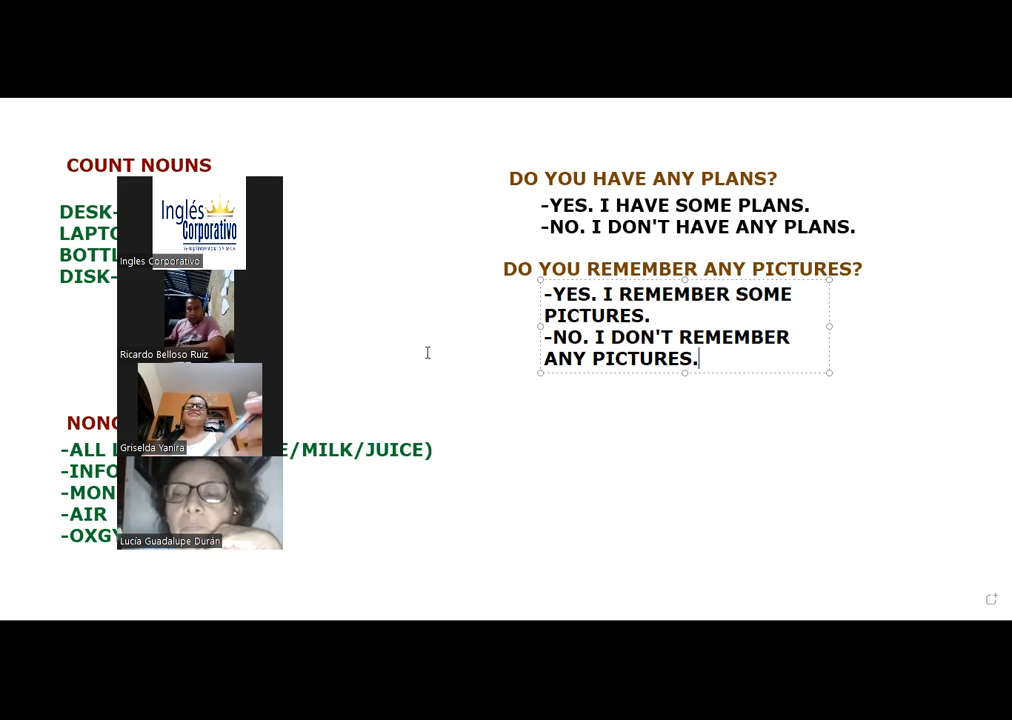 COUNT NOUNS
DESK-
LAPTO
BOTTL
DISK-
Inglés
Corporativo
Ingles Corporativo
Ricardo Belloso Ruiz
Griselda Yanira
Lucía Guadalupe Durán
NONC
-ALL L
E/MILK/JUICE)
-INFO
-MON
-AIR
-OXGY
DO YOU HAVE ANY PLANS?
-YES. I HAVE SOME PLANS.
-NO. I DON'T HAVE ANY PLANS.
DO YOU REMEMBER ANY PICTURES?
-YES. I REMEMBER SOME
PICTURES.
-NO. I DON'T REMEMBER
ANY PICTURES.